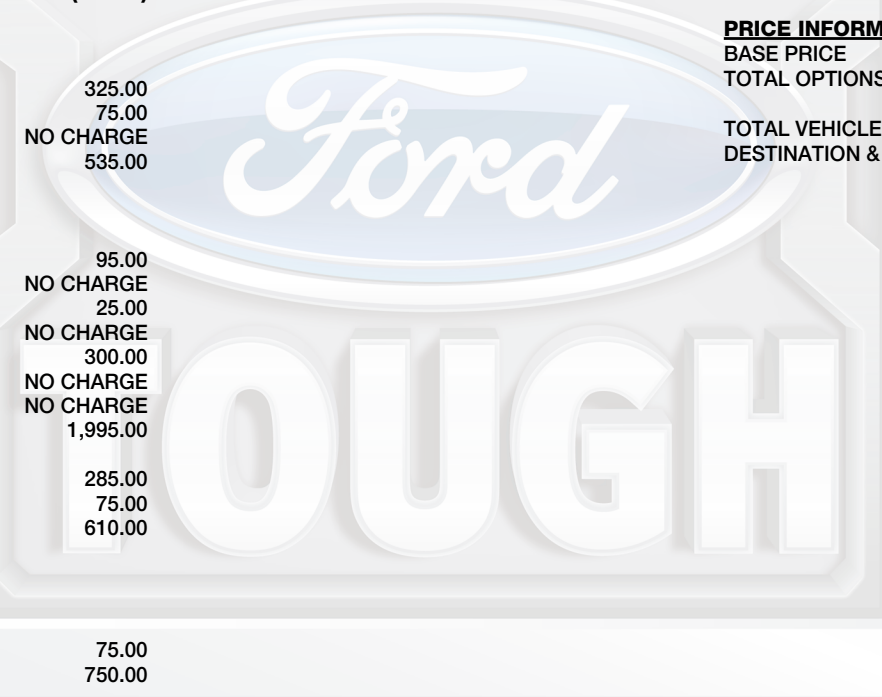 PRICE INFORM
BASE PRICE
TOTAL OPTIONS
TOTAL VEHICLE
DESTINATION &
325.00
75.00
NO CHARGE
535.00
95.00
NO CHARGE
25.00
NO CHARGE
300.00
NO CHARGE
NO CHARGE
1,995.00
285.00
75.00
610.00
75.00
750.00
Ford
TOUGH